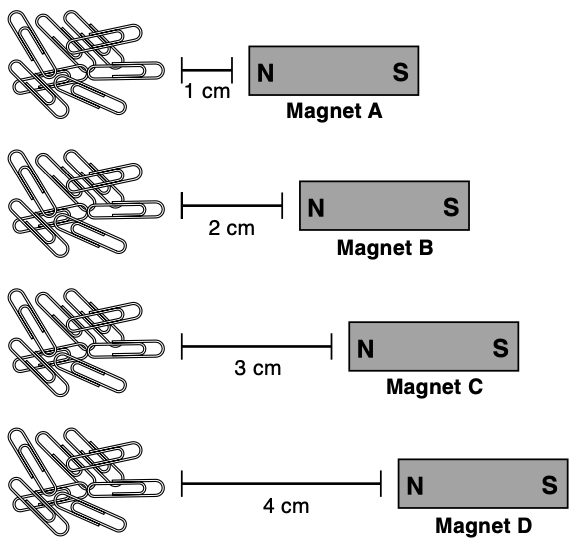 N S
1 cm
Magnet A
N S
2 cm
Magnet B
N S
3 cm
Magnet C
N S
4 cm
Magnet D